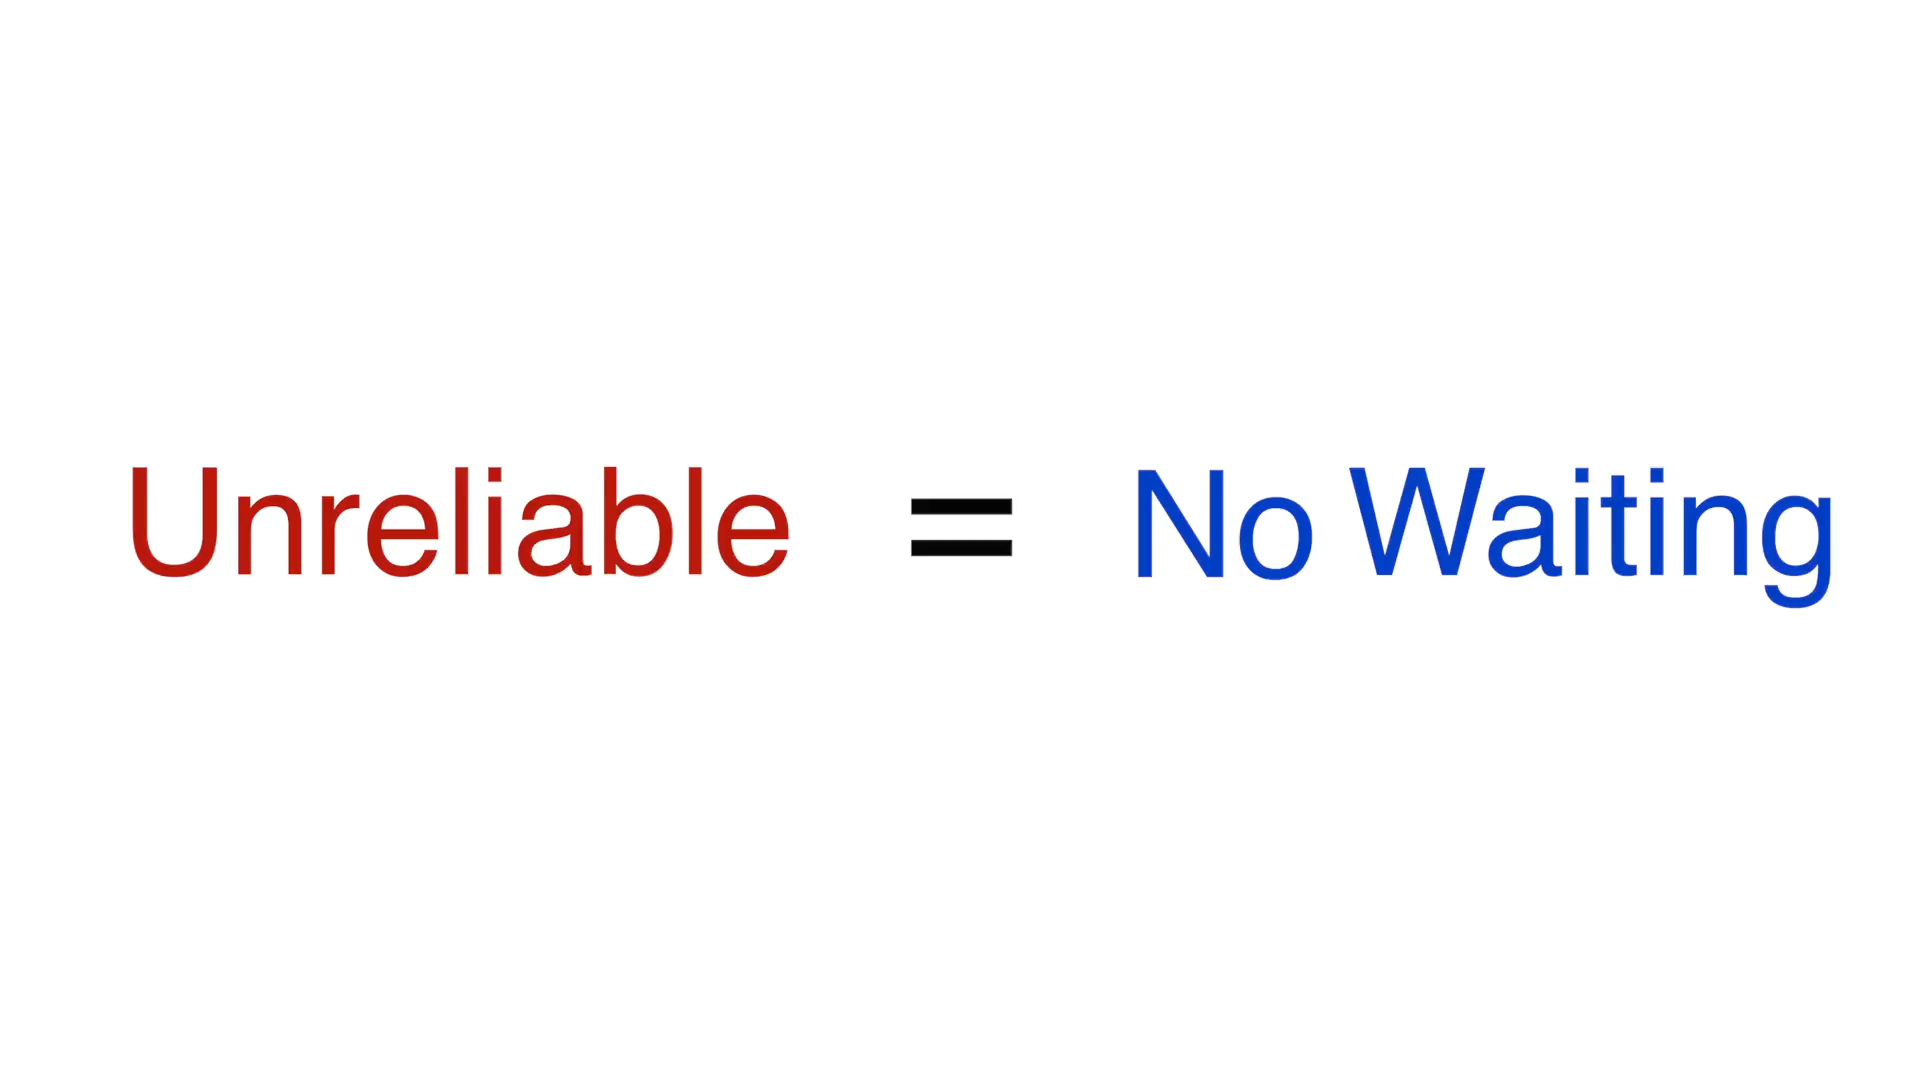 Unreliable = No Waiting